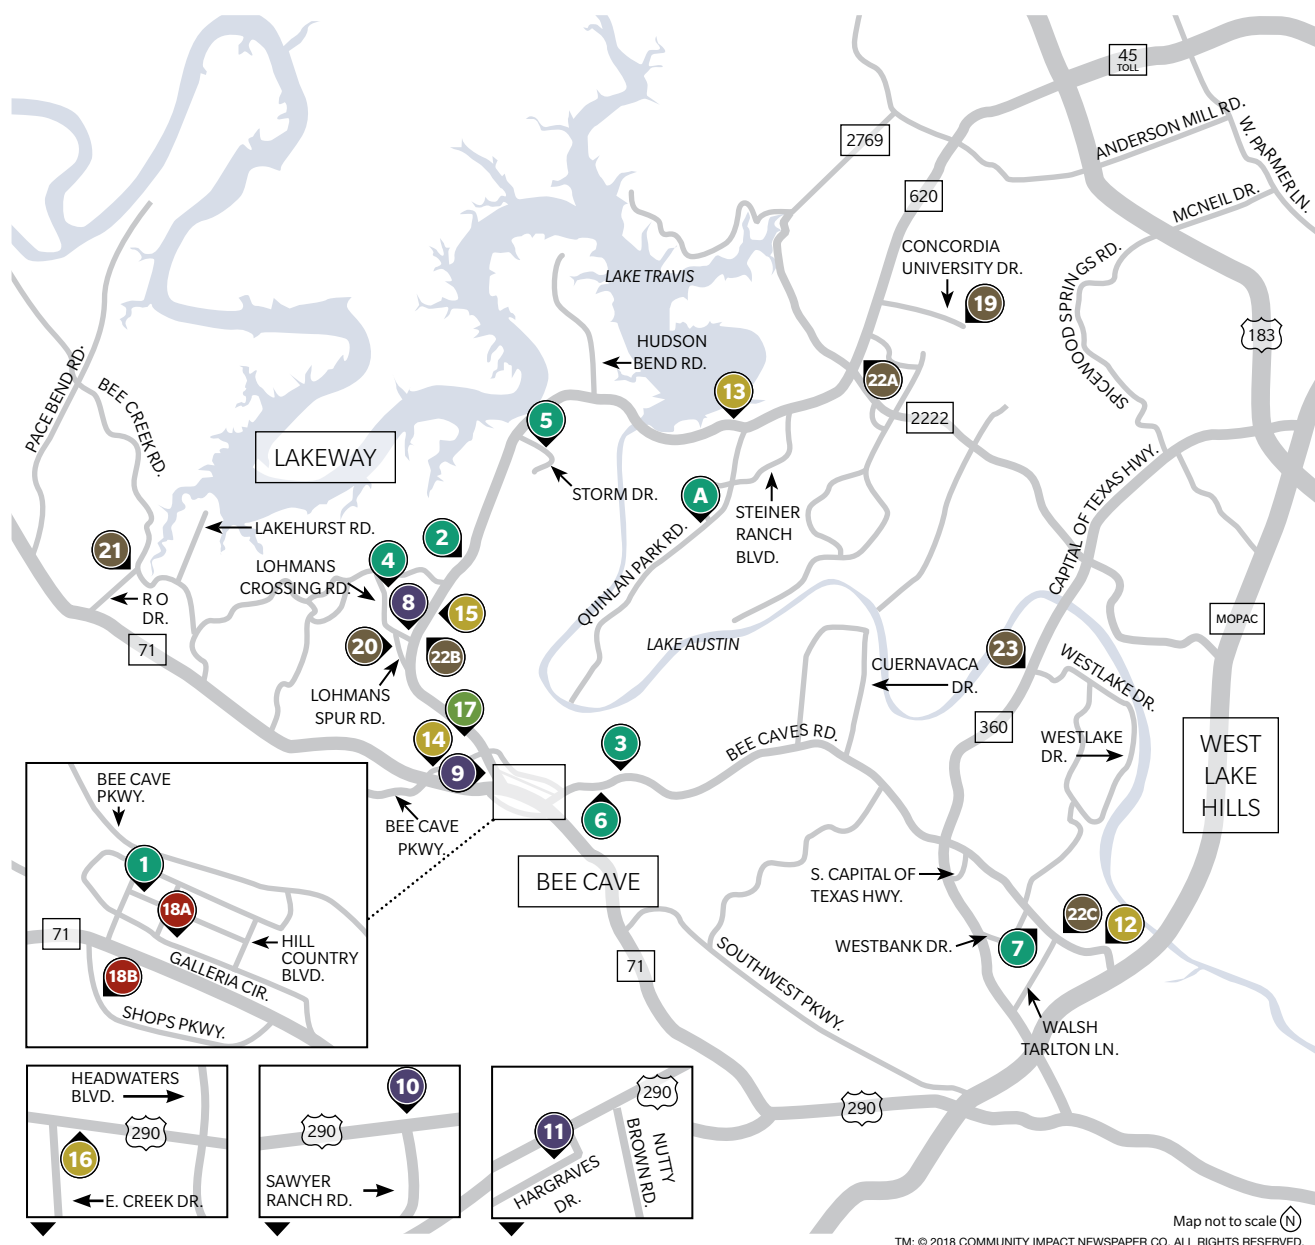 45
TOLL
ANDERSON MILL RD.
W. PARMER LN.
2769
MCNEIL DR.
620
CONCORDIA
UNIVERSITY DR.
SPICEWOOD SPRINGS RD.
19
183
LAKE TRAVIS
HUDSON
BEND RD.
13
22A
2222
PACE BEND RD.
BEE CREEK RD.
5
LAKEWAY
STORM DR.
A
STEINER
RANCH
BLVD.
CAPITAL OF TEXAS HWY.
LAKEHURST RD.
2
21
4
LOHMANS
CROSSING RD.
QUINLAN PARK RD.
8
15
R O
DR.
71
20
22B
LAKE AUSTIN
MOPAC
23
CUERNAVACA
DR.
WESTLAKE DR.
LOHMANS
SPUR RD.
17
14
3
BEE CAVES RD.
360
WESTLAKE
DR.
WEST
LAKE
HILLS
9
6
BEE CAVE
PKWY.
BEE CAVE
PKWY.
1
18A
BEE CAVE
S. CAPITAL OF
TEXAS HWY.
22C
12
71
HILL
COUNTRY
BLVD.
GALLERIA CIR.
18B
SHOPS PKWY.
WESTBANK DR.
7
71
SOUTHWEST PKWY.
WALSH
TARLTON LN.
HEADWATERS
BLVD.
290
16
E. CREEK DR.
10
290
SAWYER
RANCH RD.
290
11
HARGRAVES
DR.
NUTTY
BROWN RD.
290
Map not to scale N
TM; © 2018 COMMUNITY IMPACT NEWSPAPER CO. ALL RIGHTS RESERVED.